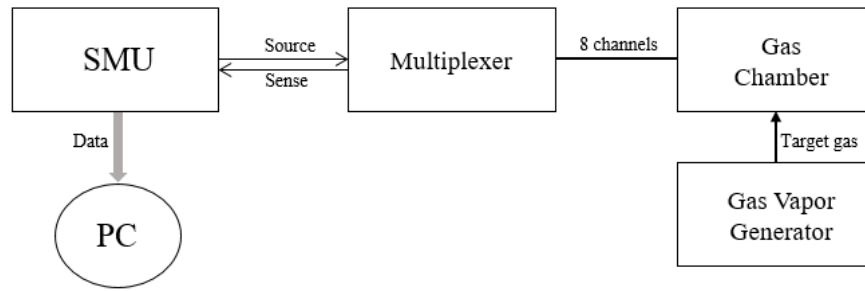 SMU
Source
Sense
Multiplexer
8 channels
Gas
Chamber
Data
Target gas
PC
Gas Vapor
Generator